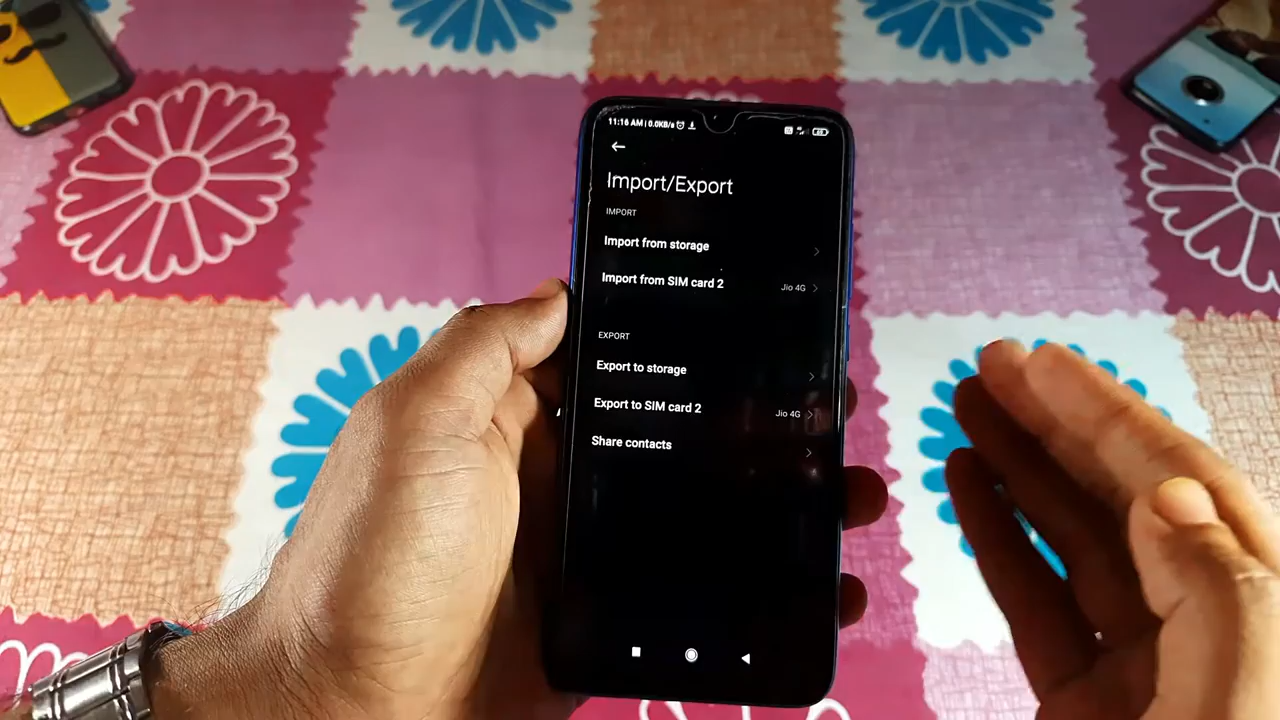 11:16 AM | 0.0KB/s
Import/Export
IMPORT
Import from storage
Import from SIM card 2 Jio 4G
EXPORT
Export to storage
Export to SIM card 2 Jio 4G
Share contacts